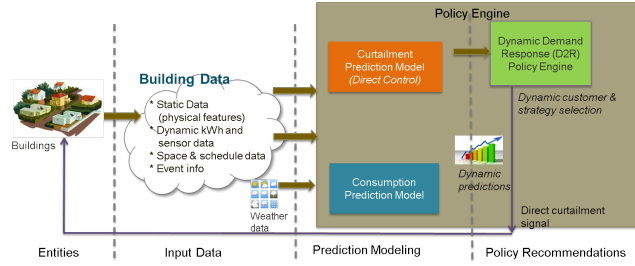 Policy Engine
Curtailment
Prediction Model
(Direct Control)
Dynamic Demand
Response (D2R)
Policy Engine
Building Data
* Static Data
(physical features)
* Dynamic kWh and
sensor data
* Space & schedule data
* Event info
Buildings
Dynamic customer &
strategy selection
Consumption
Prediction Model
Dynamic
predictions
Weather
data
Direct curtailment
signal
Entities
Input Data
Prediction Modeling
Policy Recommendations